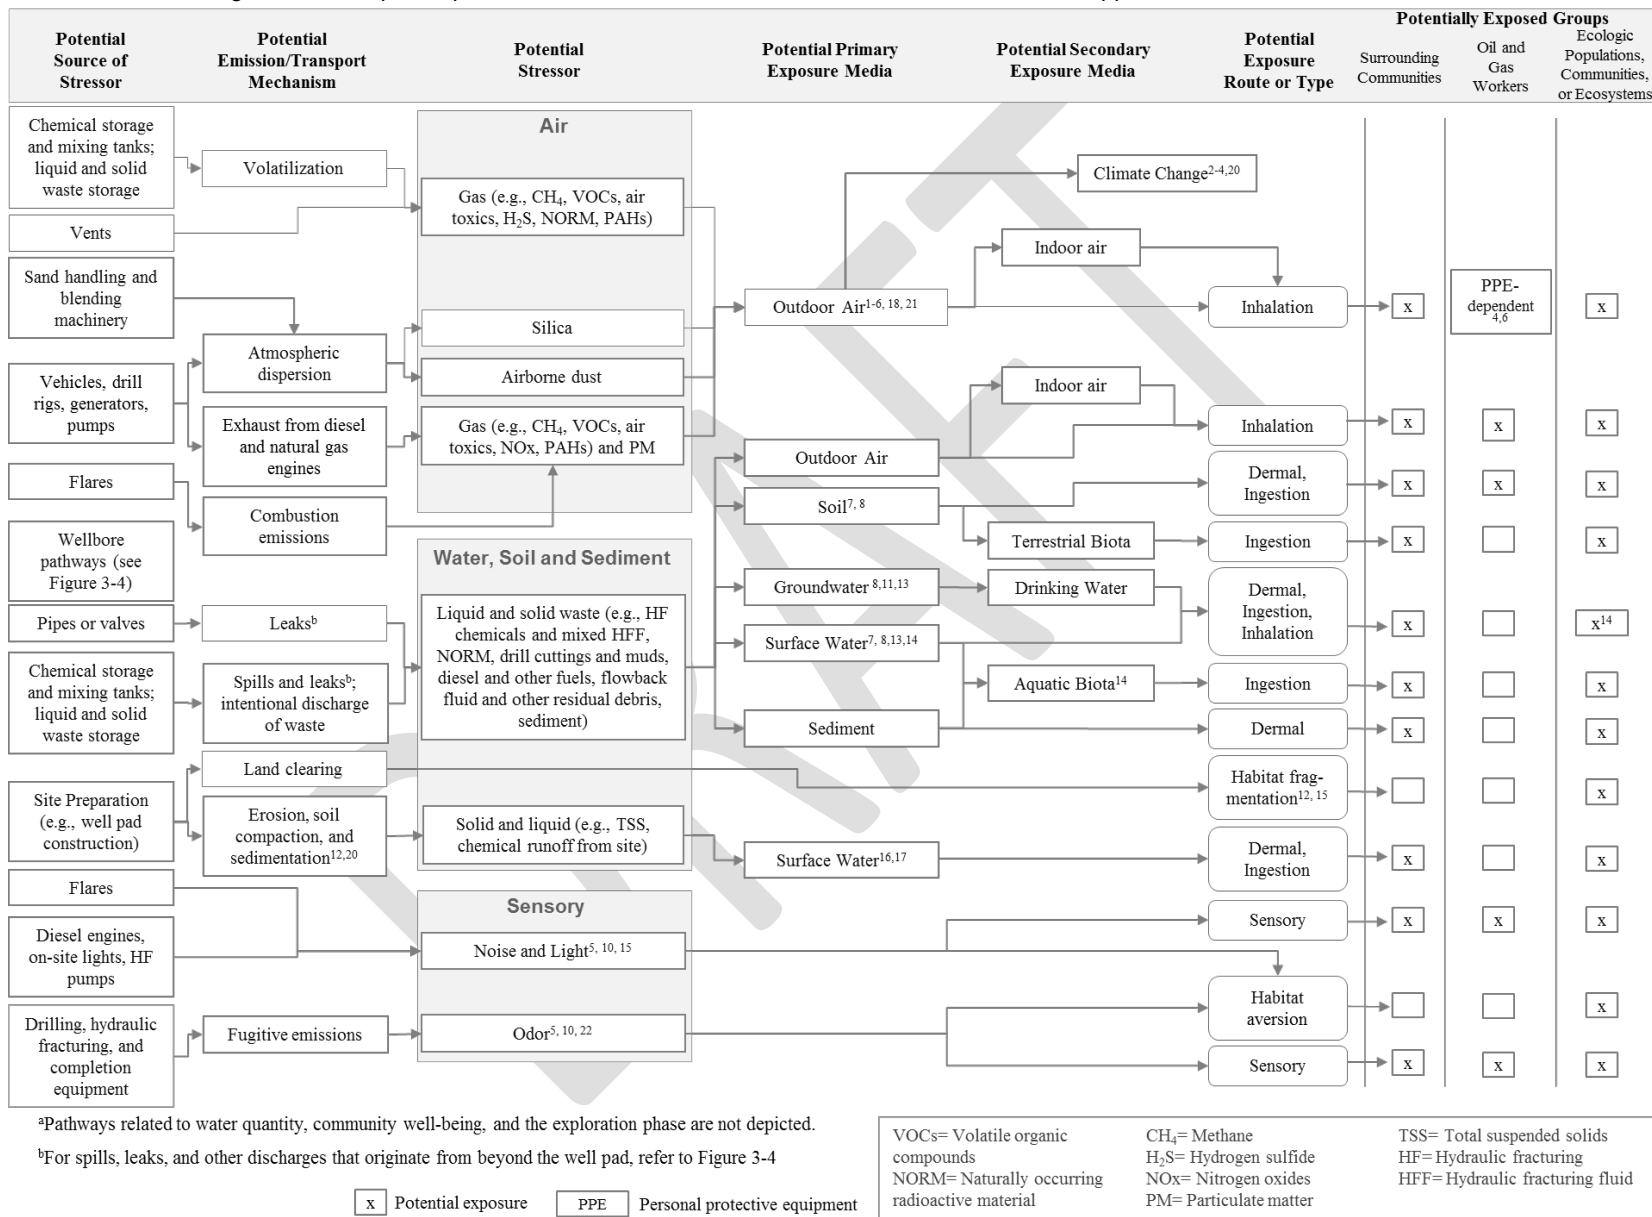 Potentially Exposed Groups
Potential
Source of
Stressor
Potential
Emission/Transport
Mechanism
Potential
Stressor
Potential Primary
Exposure Media
Potential Secondary
Exposure Media
Potential
Exposure
Route or Type
Surrounding
Communities
Oil and
Gas
Workers
Ecologic
Populations,
Communities,
or Ecosystems
Chemical storage
and mixing tanks;
liquid and solid
waste storage
Vents
Sand handling and
blending
machinery
Vehicles, drill
rigs, generators,
pumps
Flares
Wellbore
pathways (see
Figure 3-4)
Pipes or valves
Chemical storage
and mixing tanks;
liquid and solid
waste storage
Site Preparation
(e.g., well pad
construction)
Flares
Diesel engines,
on-site lights, HF
pumps
Drilling, hydraulic
fracturing, and
completion
equipment
Volatilization
Atmospheric
dispersion
Exhaust from diesel
and natural gas
engines
Combustion
emissions
Leaksᵇ
Spills and leaksᵇ;
intentional discharge
of waste
Land clearing
Erosion, soil
compaction, and
sedimentation¹²,²⁰
Fugitive emissions
Air
Gas (e.g., CH₄, VOCs, air
toxics, H₂S, NORM, PAHs)
Silica
Airborne dust
Gas (e.g., CH₄, VOCs, air
toxics, NOx, PAHs) and PM
Water, Soil and Sediment
Liquid and solid waste (e.g., HF
chemicals and mixed HFF,
NORM, drill cuttings and muds,
diesel and other fuels, flowback
fluid and other residual debris,
sediment)
Solid and liquid (e.g., TSS,
chemical runoff from site)
Sensory
Noise and Light⁵, ¹⁰, ¹⁵
Odor⁵, ¹⁰, ²²
Outdoor Air¹⁻⁶, ¹⁸, ²¹
Outdoor Air
Soil⁷, ⁸
Groundwater ⁸,¹¹,¹³
Surface Water⁷, ⁸,¹³,¹⁴
Sediment
Surface Water¹⁶,¹⁷
Climate Change²⁻⁴,²⁰
Indoor air
Indoor air
Terrestrial Biota
Drinking Water
Aquatic Biota¹⁴
Inhalation
x
PPE-
dependent
4,6
x
Inhalation
x
x
x
Dermal,
Ingestion
x
x
x
Ingestion
x
x
Dermal,
Ingestion,
Inhalation
x
x¹⁴
Ingestion
x
x
Dermal
x
x
Habitat frag-
mentation¹², ¹⁵
x
Dermal,
Ingestion
x
x
Sensory
x
x
x
Habitat
aversion
x
Sensory
x
x
x
DRAFT
ᵃPathways related to water quantity, community well-being, and the exploration phase are not depicted.
ᵇFor spills, leaks, and other discharges that originate from beyond the well pad, refer to Figure 3-4
x Potential exposure
PPE Personal protective equipment
VOCs= Volatile organic
compounds
NORM= Naturally occurring
radioactive material
CH₄= Methane
H₂S= Hydrogen sulfide
NOx= Nitrogen oxides
PM= Particulate matter
TSS= Total suspended solids
HF= Hydraulic fracturing
HFF= Hydraulic fracturing fluid